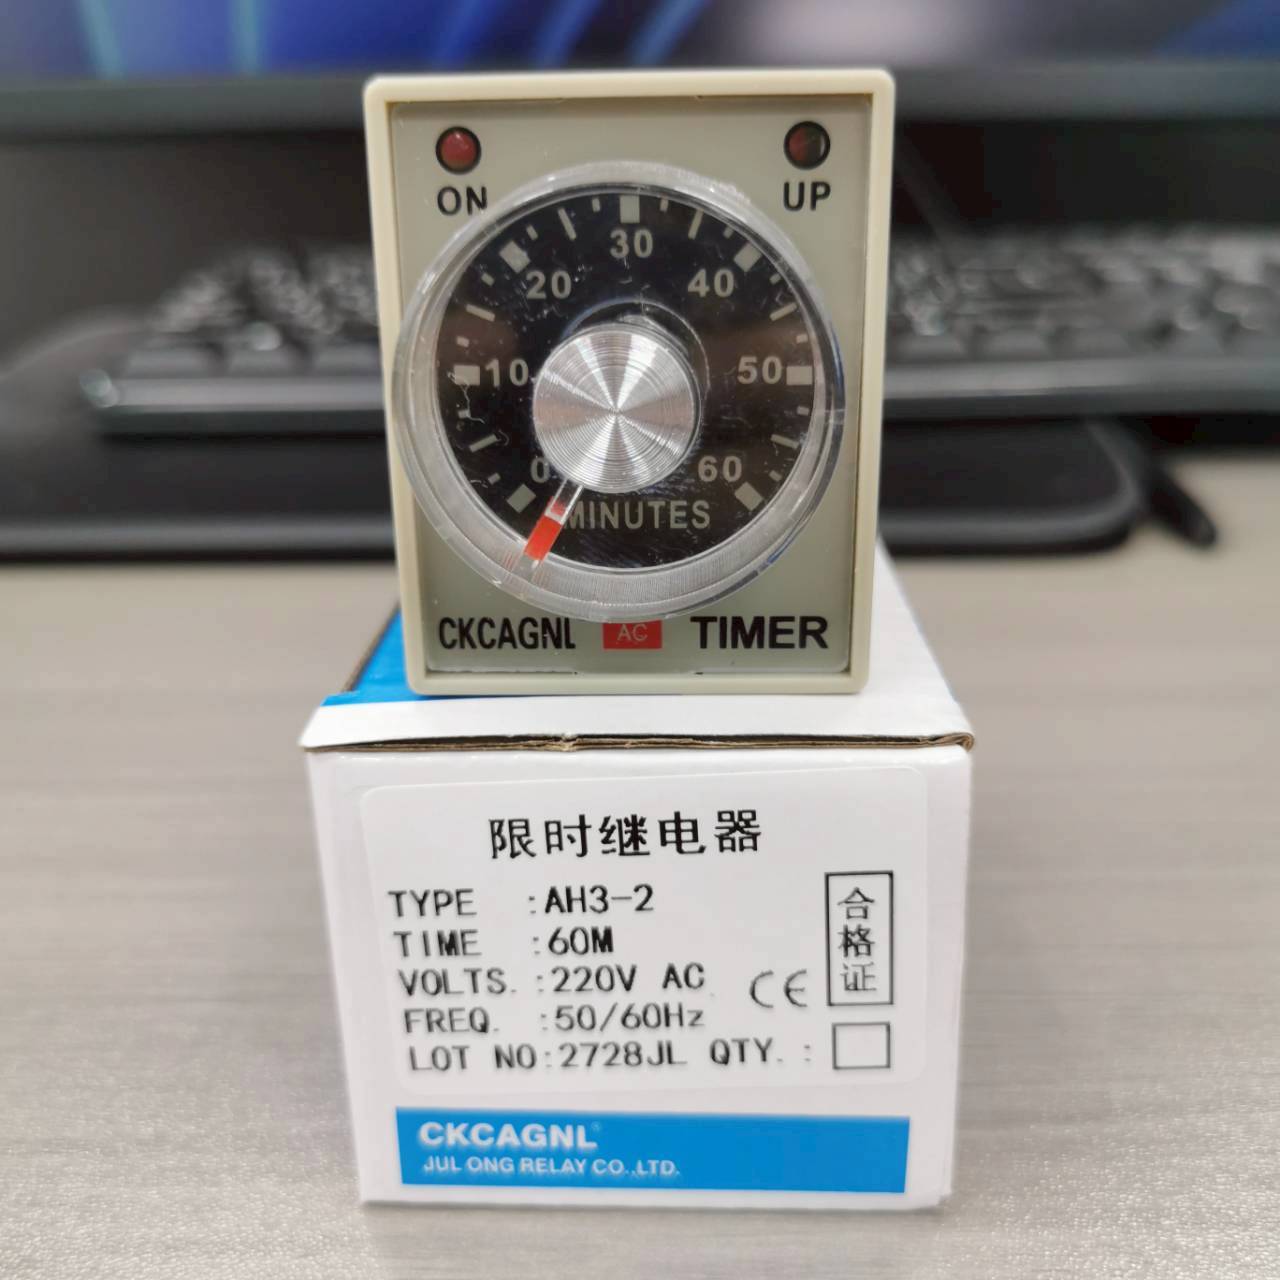 ON
UP
30
20
40
10
50
0
60
MINUTES
CKCAGNL AC TIMER
限时继电器
TYPE :AH3-2
TIME :60M
VOLTS. :220V AC
FREQ. :50/60Hz
LOT NO:2728JL QTY. :
CE
合格证
CKCAGNL®
JUL ONG RELAY CO.,LTD.